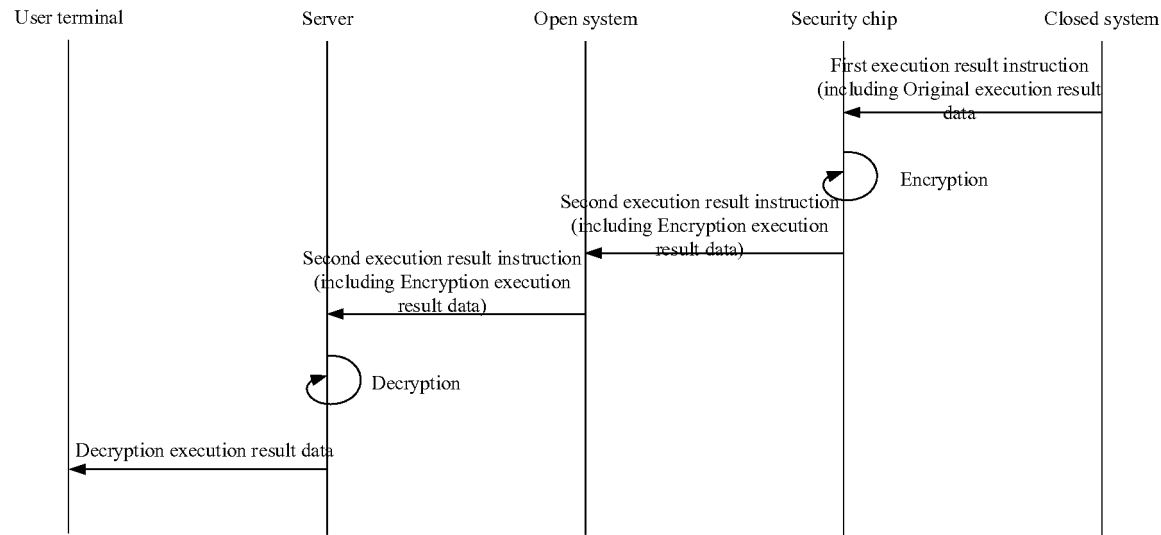 User terminal
Server
Open system
Security chip
Closed system
First execution result instruction
(including Original execution result
data
Encryption
Second execution result instruction
(including Encryption execution
result data)
Second execution result instruction
(including Encryption execution
result data)
Decryption
Decryption execution result data